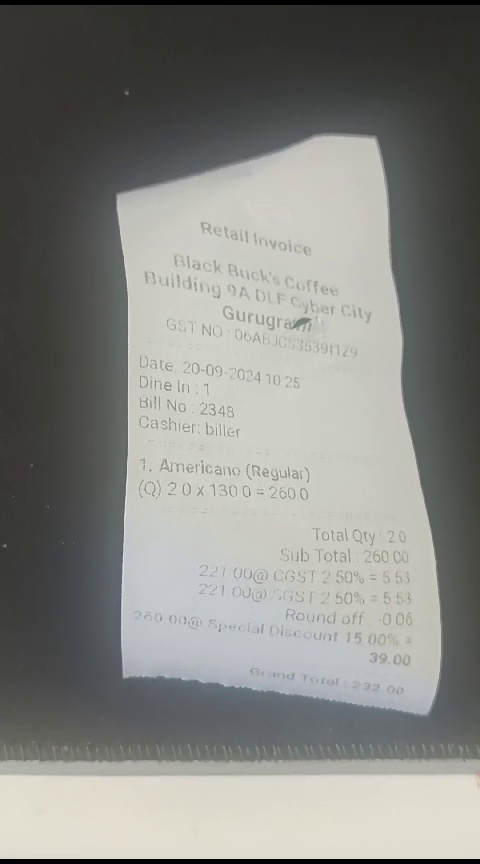 Retail Invoice
Black Buck's Coffee
Building 9A DLF Cyber City
Gurugram
GST NO : 06ABJCS3539f1Z9
Date: 20-09-2024 10:25
Dine In : 1
Bill No : 2348
Cashier: biller
1. Americano (Regular)
(Q) 2.0 x 130.0 = 260.0
Total Qty : 2.0
Sub Total : 260.00
221.00@ CGST 2.50% = 5.53
221.00@ SGST 2.50% = 5.53
Round off : -0.06
260.00@ Special Discount 15.00% =
39.00
Grand Total : 232.00